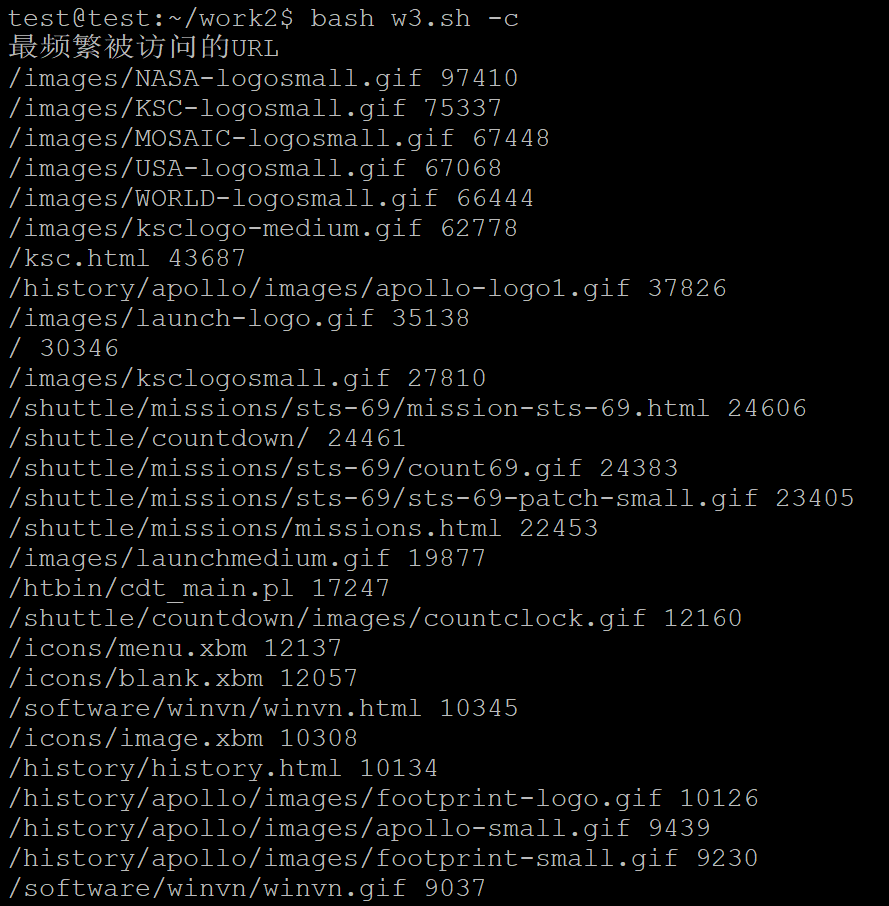 test@test:~/work2$ bash w3.sh -c
最频繁被访问的URL
/images/NASA-logosmall.gif 97410
/images/KSC-logosmall.gif 75337
/images/MOSAIC-logosmall.gif 67448
/images/USA-logosmall.gif 67068
/images/WORLD-logosmall.gif 66444
/images/ksclogo-medium.gif 62778
/ksc.html 43687
/history/apollo/images/apollo-logo1.gif 37826
/images/launch-logo.gif 35138
/ 30346
/images/ksclogosmall.gif 27810
/shuttle/missions/sts-69/mission-sts-69.html 24606
/shuttle/countdown/ 24461
/shuttle/missions/sts-69/count69.gif 24383
/shuttle/missions/sts-69/sts-69-patch-small.gif 23405
/shuttle/missions/missions.html 22453
/images/launchmedium.gif 19877
/htbin/cdt_main.pl 17247
/shuttle/countdown/images/countclock.gif 12160
/icons/menu.xbm 12137
/icons/blank.xbm 12057
/software/winvn/winvn.html 10345
/icons/image.xbm 10308
/history/history.html 10134
/history/apollo/images/footprint-logo.gif 10126
/history/apollo/images/apollo-small.gif 9439
/history/apollo/images/footprint-small.gif 9230
/software/winvn/winvn.gif 9037